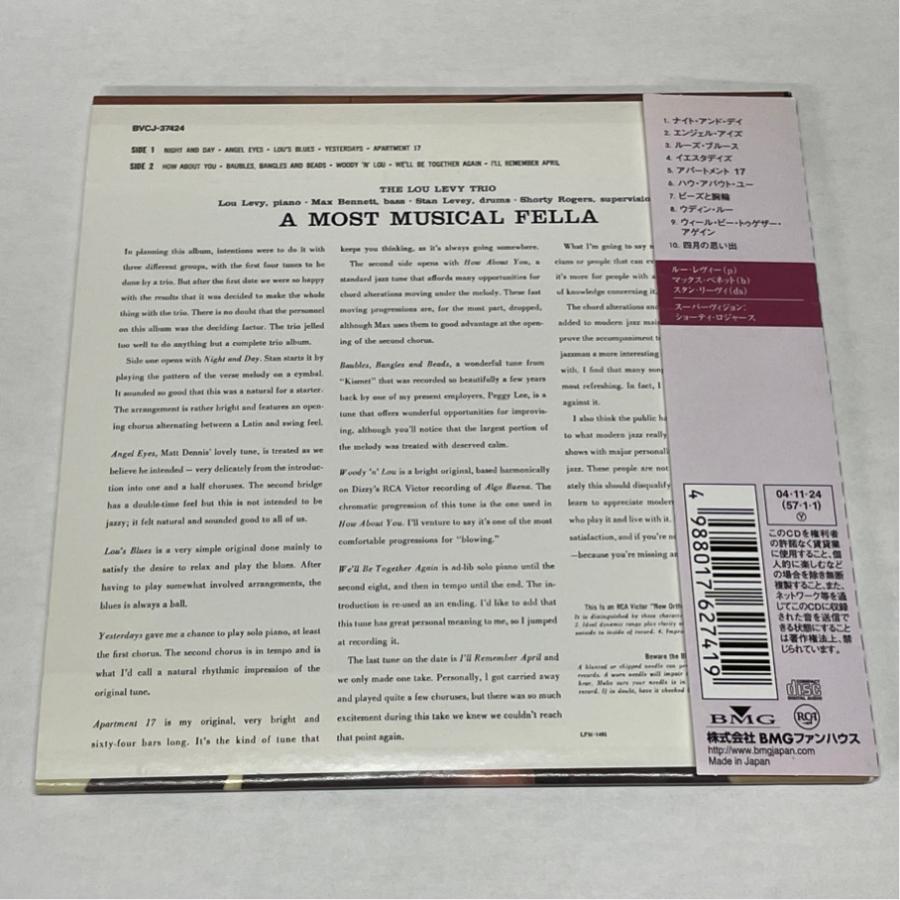 BVCJ-37424
SIDE 1 NIGHT AND DAY • ANGEL EYES • LOU'S BLUES • YESTERDAYS • APARTMENT 17
SIDE 2 HOW ABOUT YOU • BAUBLES, BANGLES AND BEADS • WOODY 'N' LOU • WE'LL BE TOGETHER AGAIN • I'LL REMEMBER APRIL
THE LOU LEVY TRIO
Lou Levy, piano · Max Bennett, bass · Stan Levey, drums · Shorty Rogers, supervisio
A MOST MUSICAL FELLA
In planning this album, intentions were to do it with
three different groups, with the first four tunes to be
done by a trio. But after the first date we were so happy
with the results that it was decided to make the whole
thing with the trio. There is no doubt that the personnel
on this album was the deciding factor. The trio jelled
too well to do anything but a complete trio album.
Side one opens with Night and Day. Stan starts it by
playing the pattern of the verse melody on a cymbal.
It sounded so good that this was a natural for a starter.
The arrangement is rather bright and features an open-
ing chorus alternating between a Latin and swing feel.
Angel Eyes, Matt Dennis' lovely tune, is treated as we
believe he intended — very delicately from the introduc-
tion into one and a half choruses. The second bridge
has a double-time feel but this is not intended to be
jazzy; it felt natural and sounded good to all of us.
Lou's Blues is a very simple original done mainly to
satisfy the desire to relax and play the blues. After
having to play somewhat involved arrangements, the
blues is always a ball.
Yesterdays gave me a chance to play solo piano, at least
the first chorus. The second chorus is in tempo and is
what I'd call a natural rhythmic impression of the
original tune.
Apartment 17 is my original, very bright and
sixty-four bars long. It's the kind of tune that
keeps you thinking, as it's always going somewhere.
The second side opens with How About You, a
standard jazz tune that affords many opportunities for
chord alterations moving under the melody. These fast
moving progressions are, for the most part, dropped,
although Max uses them to good advantage at the open-
ing of the second chorus.
Baubles, Bangles and Beads, a wonderful tune from
"Kismet" that was recorded so beautifully a few years
back by one of my present employers, Peggy Lee, is a
tune that offers wonderful opportunities for improvis-
ing, although you'll notice that the largest portion of
the melody was treated with deserved calm.
Woody 'n' Lou is a bright original, based harmonically
on Dizzy's RCA Victor recording of Algo Bueno. The
chromatic progression of this tune is the one used in
How About You. I'll venture to say it's one of the most
comfortable progressions for "blowing."
We'll Be Together Again is ad-lib solo piano until the
second eight, and then in tempo until the end. The in-
troduction is re-used as an ending. I'd like to add that
this tune has great personal meaning to me, so I jumped
at recording it.
The last tune on the date is I'll Remember April and
we only made one take. Personally, I got carried away
and played quite a few choruses, but there was so much
excitement during this take we knew we couldn't reach
that point again.
What I'm going to say
cians or people that can
it's more for people with a
of knowledge concerning it.
The chord alterations and
added to modern jazz
prove the accompaniment
jazzman a more interesting
with, I find that many
most refreshing. In fact, I
against it.
I also think the public
to what modern jazz really
shows with major
jazz. These people are not
ately this should disqualify
learn to appreciate
who play it and live with it.
satisfaction, and if you're
—because you're missing
This is an RCA Victor "New
Beware the
LPM-1491
1. ナイト・アンド・デイ
2. エンジェル・アイズ
3. ルーズ・ブルース
4. イエスタデイズ
5. アパートメント 17
6. ハウ・アバウト・ユー
7. ビーズと腕輪
8. ウディン・ルー
9. ウィール・ビー・トゥゲザー・
アゲイン
10. 四月の思い出
ルー・レヴィー(p)
マックス・ベネット(b)
スタン・リーヴィ(ds)
スーパーヴィジョン:
ショーティ・ロジャース
4 988017 627419
04・11・24
(57・1・1)
Y
このCDを権利者
の許諾なく賃貸業
に使用すること、個
人的に楽しむなど
の場合を除き無断
複製すること、また、
ネットワーク等を通
じてこのCDに収録
された音を送信で
きる状態にすること
は著作権法上、禁
じられています。
disc
DIGITAL AUDIO
BMG
RCA
株式会社 BMGファンハウス
http://www.bmgjapan.com
Made in Japan